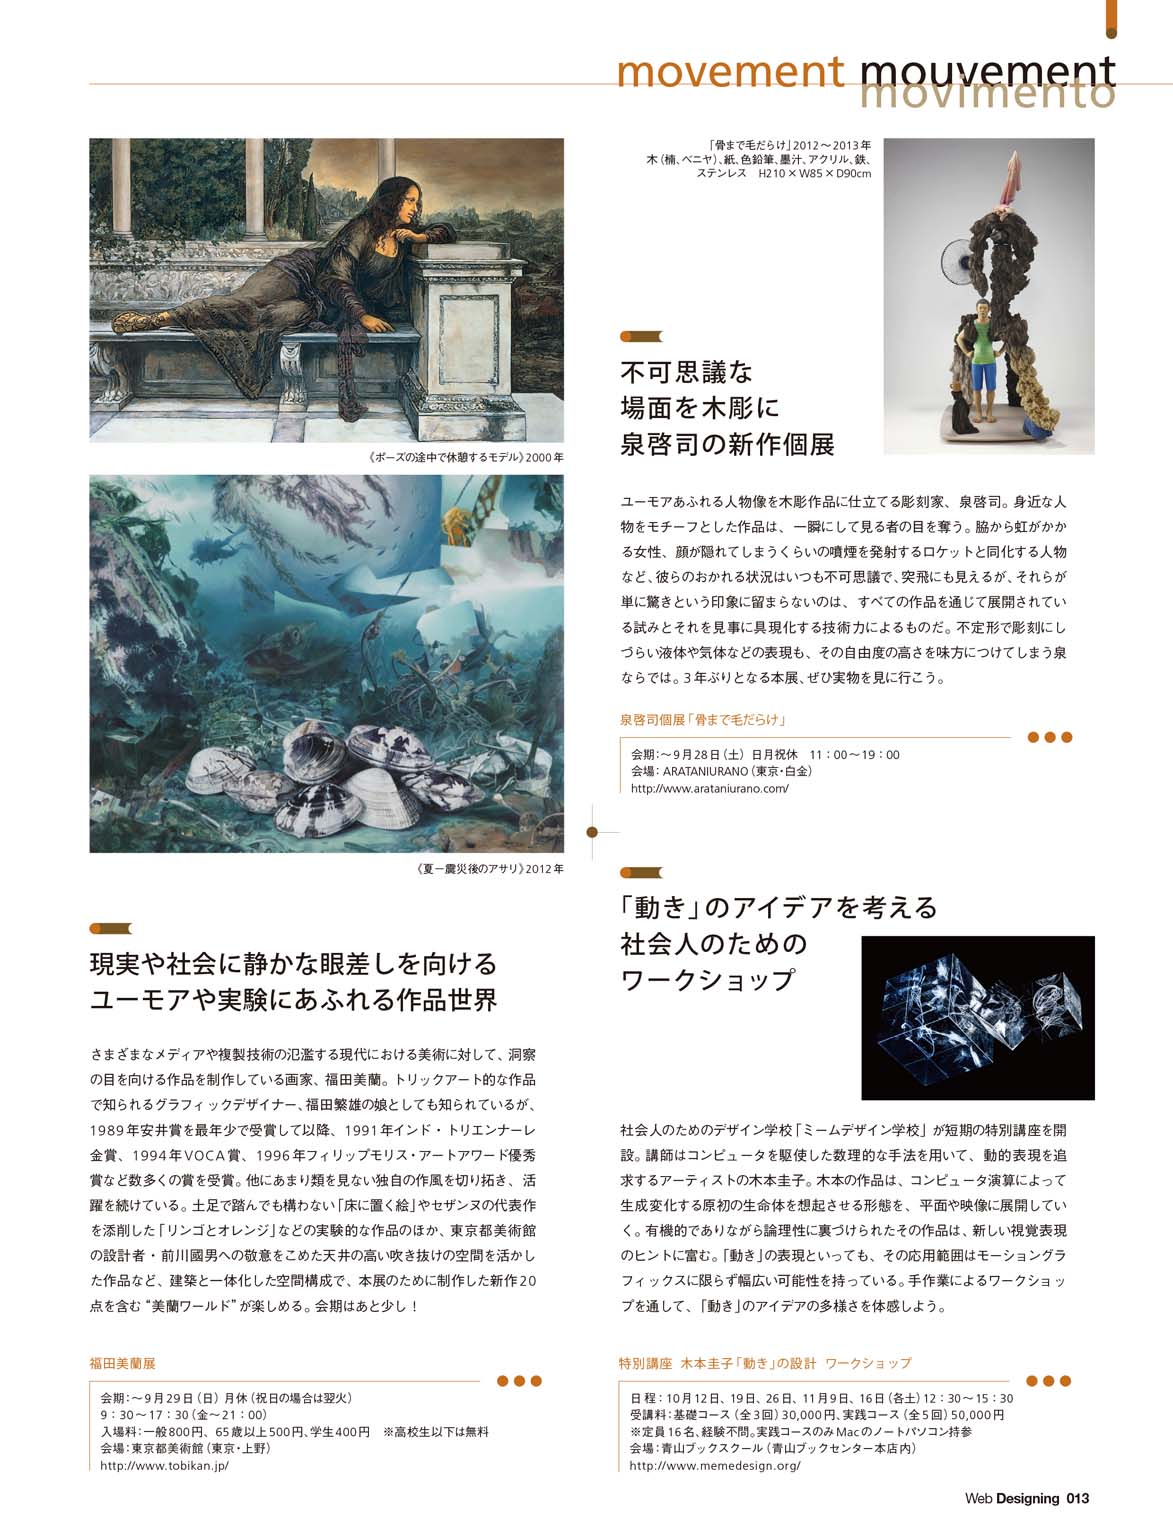 movement mouvement
movimento
《ポーズの途中で休憩するモデル》2000年
《夏－震災後のアサリ》2012年
現実や社会に静かな眼差しを向ける
ユーモアや実験にあふれる作品世界
さまざまなメディアや複製技術の氾濫する現代における美術に対して、洞察
の目を向ける作品を制作している画家、福田美蘭。トリックアート的な作品
で知られるグラフィックデザイナー、福田繁雄の娘としても知られているが、
1989年安井賞を最年少で受賞して以降、1991年インド・トリエンナーレ
金賞、1994年VOCA賞、1996年フィリップモリス・アートアワード優秀
賞など数多くの賞を受賞。他にあまり類を見ない独自の作風を切り拓き、活
躍を続けている。土足で踏んでも構わない「床に置く絵」やセザンヌの代表作
を添削した「リンゴとオレンジ」などの実験的な作品のほか、東京都美術館
の設計者・前川國男への敬意をこめた天井の高い吹き抜けの空間を活かし
た作品など、建築と一体化した空間構成で、本展のために制作した新作20
点を含む“美蘭ワールド”が楽しめる。会期はあと少し！
福田美蘭展
会期：～9月29日（日）月休（祝日の場合は翌火）
9：30～17：30（金～21：00）
入場料：一般800円、65歳以上500円、学生400円　※高校生以下は無料
会場：東京都美術館（東京・上野）
http://www.tobikan.jp/
「骨まで毛だらけ」2012～2013年
木（楠、ベニヤ）、紙、色鉛筆、墨汁、アクリル、鉄、
ステンレス　H210×W85×D90cm
不可思議な
場面を木彫に
泉啓司の新作個展
ユーモアあふれる人物像を木彫作品に仕立てる彫刻家、泉啓司。身近な人
物をモチーフとした作品は、一瞬にして見る者の目を奪う。脇から虹がかか
る女性、顔が隠れてしまうくらいの噴煙を発射するロケットと同化する人物
など、彼らのおかれる状況はいつも不可思議で、突飛にも見えるが、それらが
単に驚きという印象に留まらないのは、すべての作品を通じて展開されてい
る試みとそれを見事に具現化する技術力によるものだ。不定形で彫刻にし
づらい液体や気体などの表現も、その自由度の高さを味方につけてしまう泉
ならでは。3年ぶりとなる本展、ぜひ実物を見に行こう。
泉啓司個展「骨まで毛だらけ」
会期：～9月28日（土）日月祝休　11：00～19：00
会場：ARATANIURANO（東京・白金）
http://www.arataniurano.com/
「動き」のアイデアを考える
社会人のための
ワークショップ
社会人のためのデザイン学校「ミームデザイン学校」が短期の特別講座を開
設。講師はコンピュータを駆使した数理的な手法を用いて、動的表現を追
求するアーティストの木本圭子。木本の作品は、コンピュータ演算によって
生成変化する原初の生命体を想起させる形態を、平面や映像に展開してい
く。有機的でありながら論理性に裏づけられたその作品は、新しい視覚表現
のヒントに富む。「動き」の表現といっても、その応用範囲はモーショングラ
フィックスに限らず幅広い可能性を持っている。手作業によるワークショッ
プを通して、「動き」のアイデアの多様さを体感しよう。
特別講座 木本圭子「動き」の設計 ワークショップ
日程：10月12日、19日、26日、11月9日、16日（各土）12：30～15：30
受講料：基礎コース（全3回）30,000円、実践コース（全5回）50,000円
※定員16名、経験不問。実践コースのみMacのノートパソコン持参
会場：青山ブックスクール（青山ブックセンター本店内）
http://www.memedesign.org/
Web Designing 013